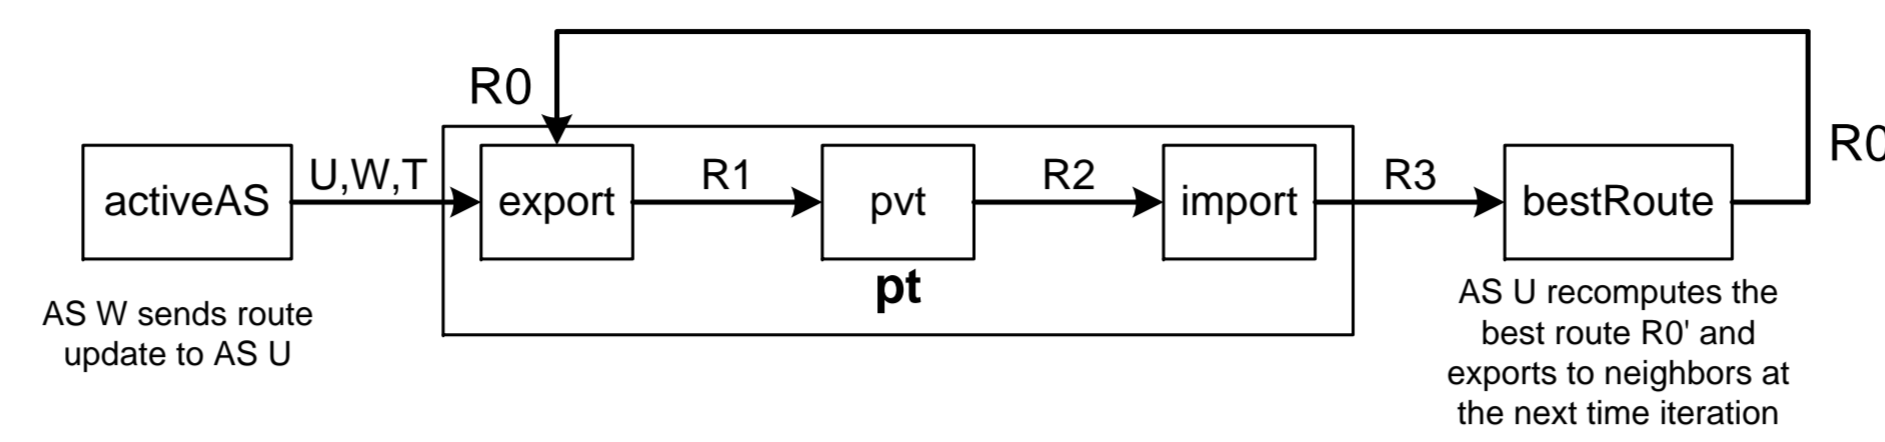 R0
R0
activeAS
U,W,T
export
R1
pvt
R2
import
R3
bestRoute
pt
AS W sends route
update to AS U
AS U recomputes the
best route R0' and
exports to neighbors at
the next time iteration